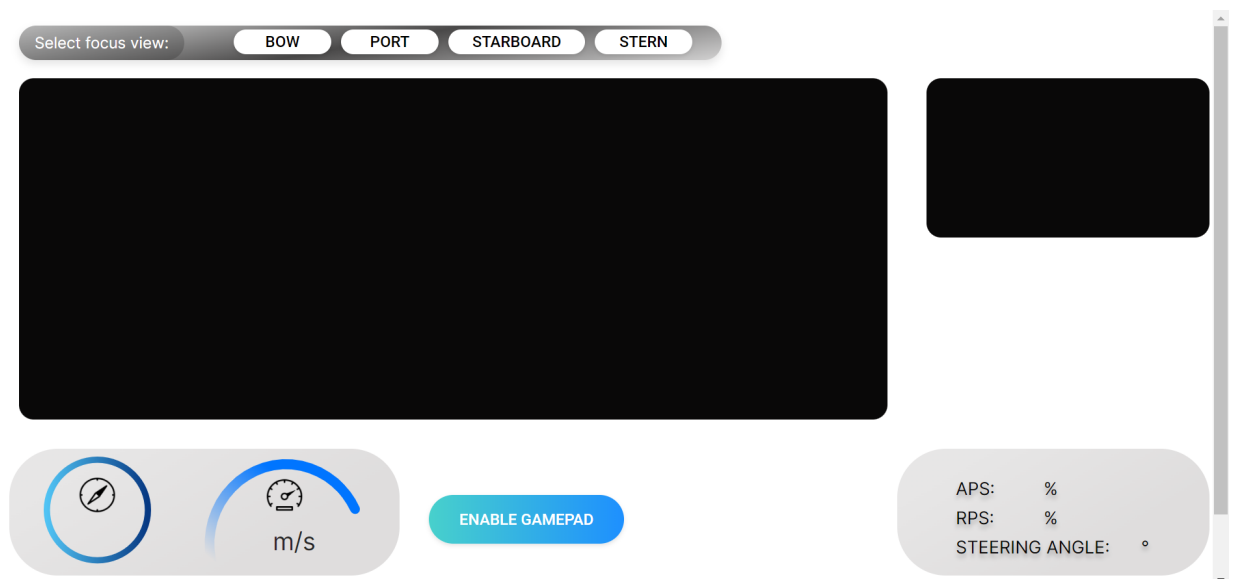 Select focus view: BOW PORT STARBOARD STERN
m/s
ENABLE GAMEPAD
APS: %
RPS: %
STEERING ANGLE: °